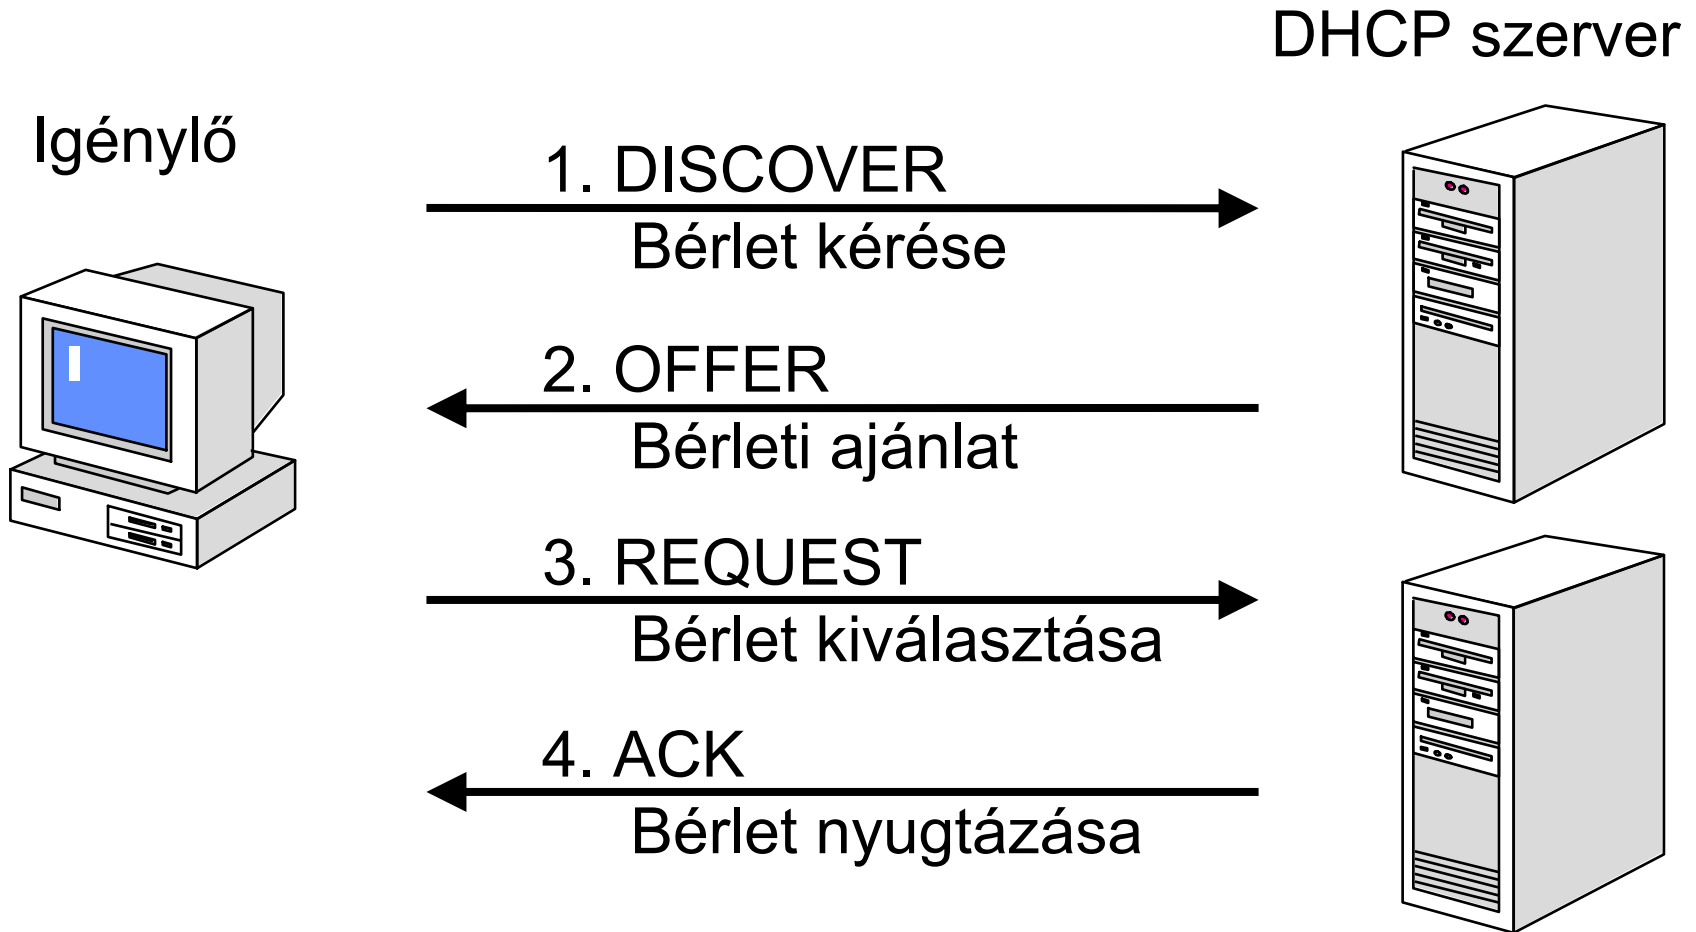 DHCP szerver
Igénylő
1. DISCOVER
Bérlet kérése
2. OFFER
Bérleti ajánlat
3. REQUEST
Bérlet kiválasztása
4. ACK
Bérlet nyugtázása